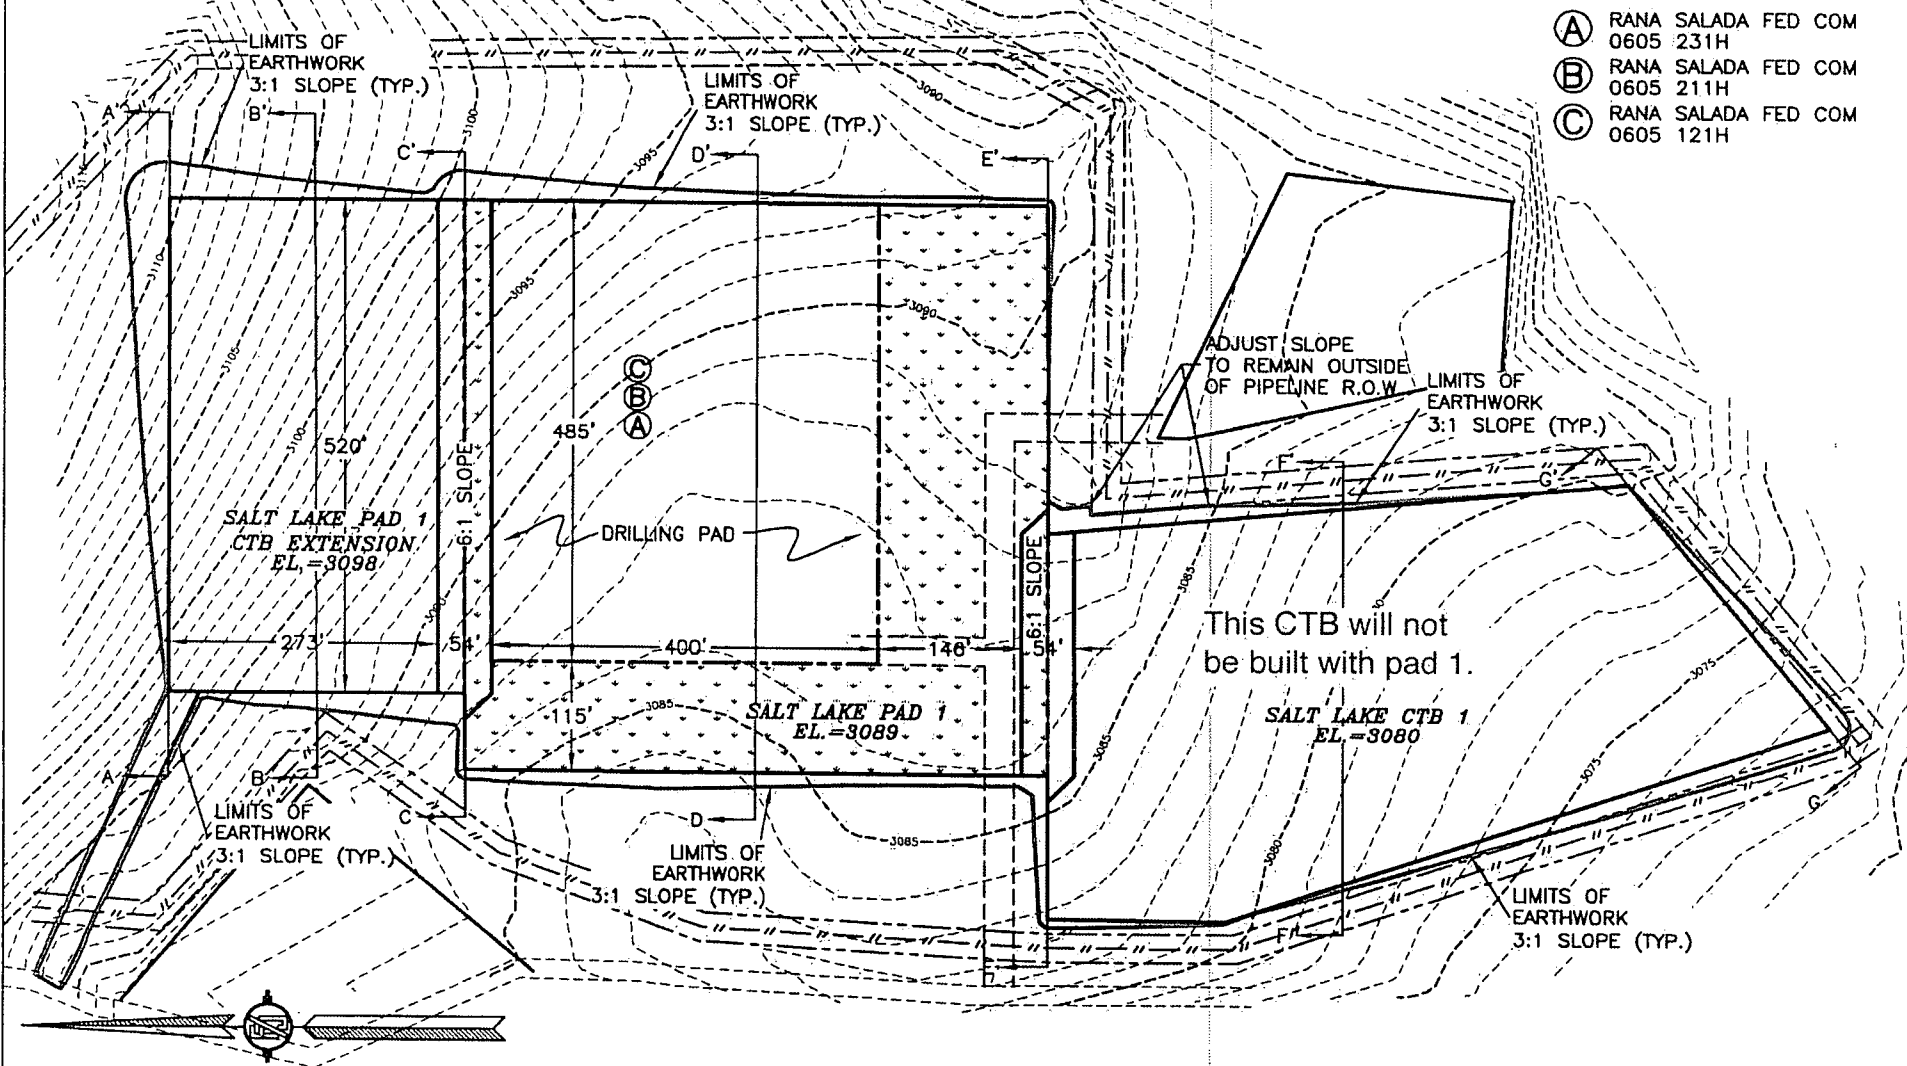 A RANA SALADA FED COM
0605 231H
B RANA SALADA FED COM
0605 211H
C RANA SALADA FED COM
0605 121H
LIMITS OF
EARTHWORK
3:1 SLOPE (TYP.)
LIMITS OF
EARTHWORK
3:1 SLOPE (TYP.)
3090
3100
3095
A'
B'
C'
D'
E'
3110
3095
3090
3105
3100
C
B
A
485'
520'
6:1 SLOPE
ADJUST SLOPE
TO REMAIN OUTSIDE
OF PIPELINE R.O.W.
LIMITS OF
EARTHWORK
3:1 SLOPE (TYP.)
F'
G'
SALT LAKE PAD 1
CTB EXTENSION
EL.=3098
DRILLING PAD
6:1 SLOPE
3085
3090
273'
54'
400'
146'
54'
This CTB will not
be built with pad 1.
3075
115'
3085
SALT LAKE PAD 1
EL.=3089
SALT LAKE CTB 1
EL.=3080
3085
3075
A
B
C
D
G
LIMITS OF
EARTHWORK
3:1 SLOPE (TYP.)
3085
3080
LIMITS OF
EARTHWORK
3:1 SLOPE (TYP.)
F
LIMITS OF
EARTHWORK
3:1 SLOPE (TYP.)